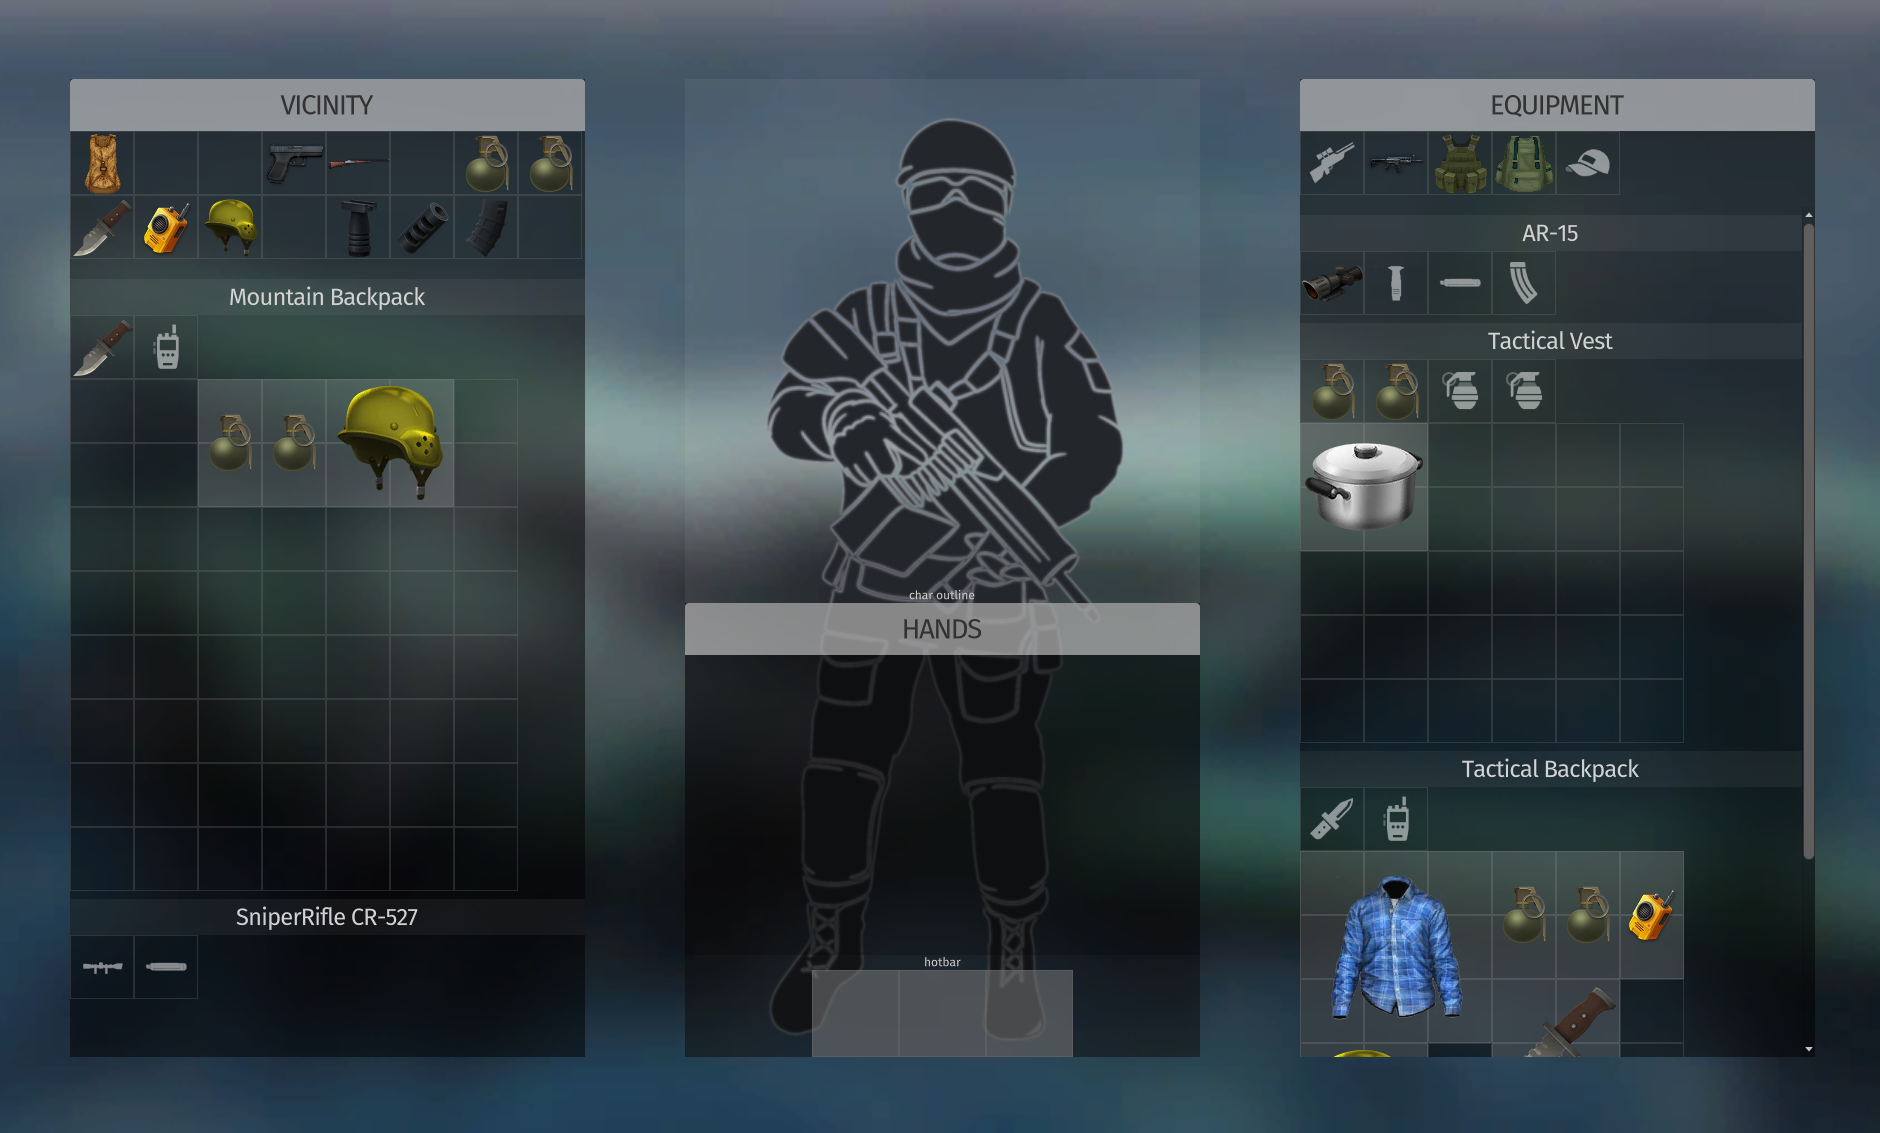 VICINITY
Mountain Backpack
SniperRifle CR-527
char outline
HANDS
hotbar
EQUIPMENT
AR-15
Tactical Vest
Tactical Backpack